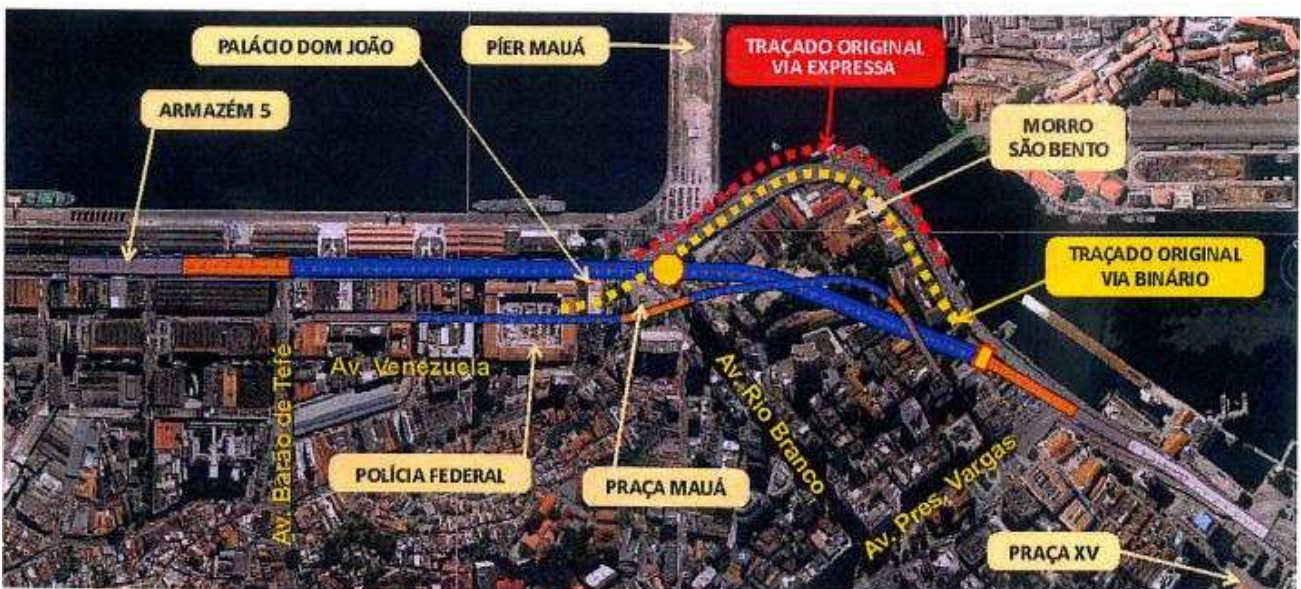 PALÁCIO DOM JOÃO
PÍER MAUÁ
TRAÇADO ORIGINAL
VIA EXPRESSA
ARMAZÉM 5
MORRO
SÃO BENTO
TRAÇADO ORIGINAL
VIA BINÁRIO
Av. Venezuela
Av. Barão de Tefé
Av. Rio Branco
Av. Pres. Vargas
POLÍCIA FEDERAL
PRAÇA MAUÁ
PRAÇA XV